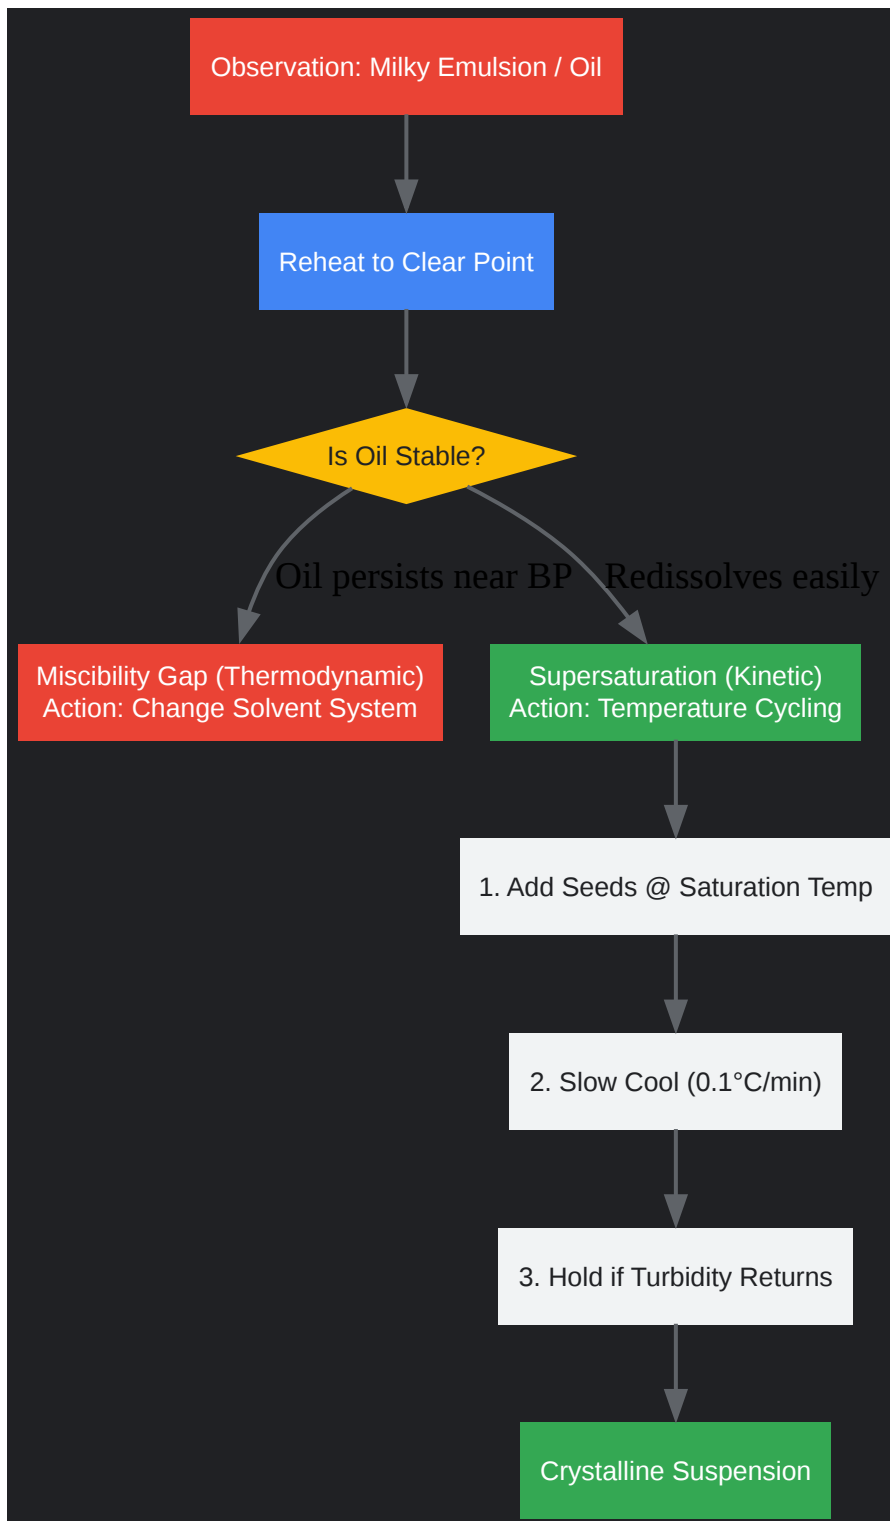 Observation: Milky Emulsion / Oil
Reheat to Clear Point
Is Oil Stable?
Oil persists near BP
Redissolves easily
Miscibility Gap (Thermodynamic)
Action: Change Solvent System
Supersaturation (Kinetic)
Action: Temperature Cycling
1. Add Seeds @ Saturation Temp
2. Slow Cool (0.1°C/min)
3. Hold if Turbidity Returns
Crystalline Suspension